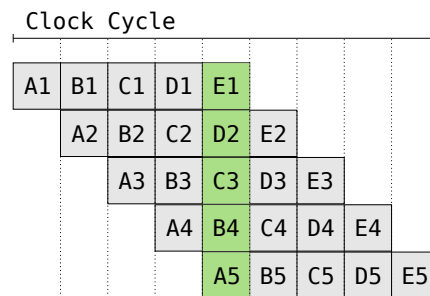 Clock Cycle
A1 B1 C1 D1 E1
A2 B2 C2 D2 E2
A3 B3 C3 D3 E3
A4 B4 C4 D4 E4
A5 B5 C5 D5 E5